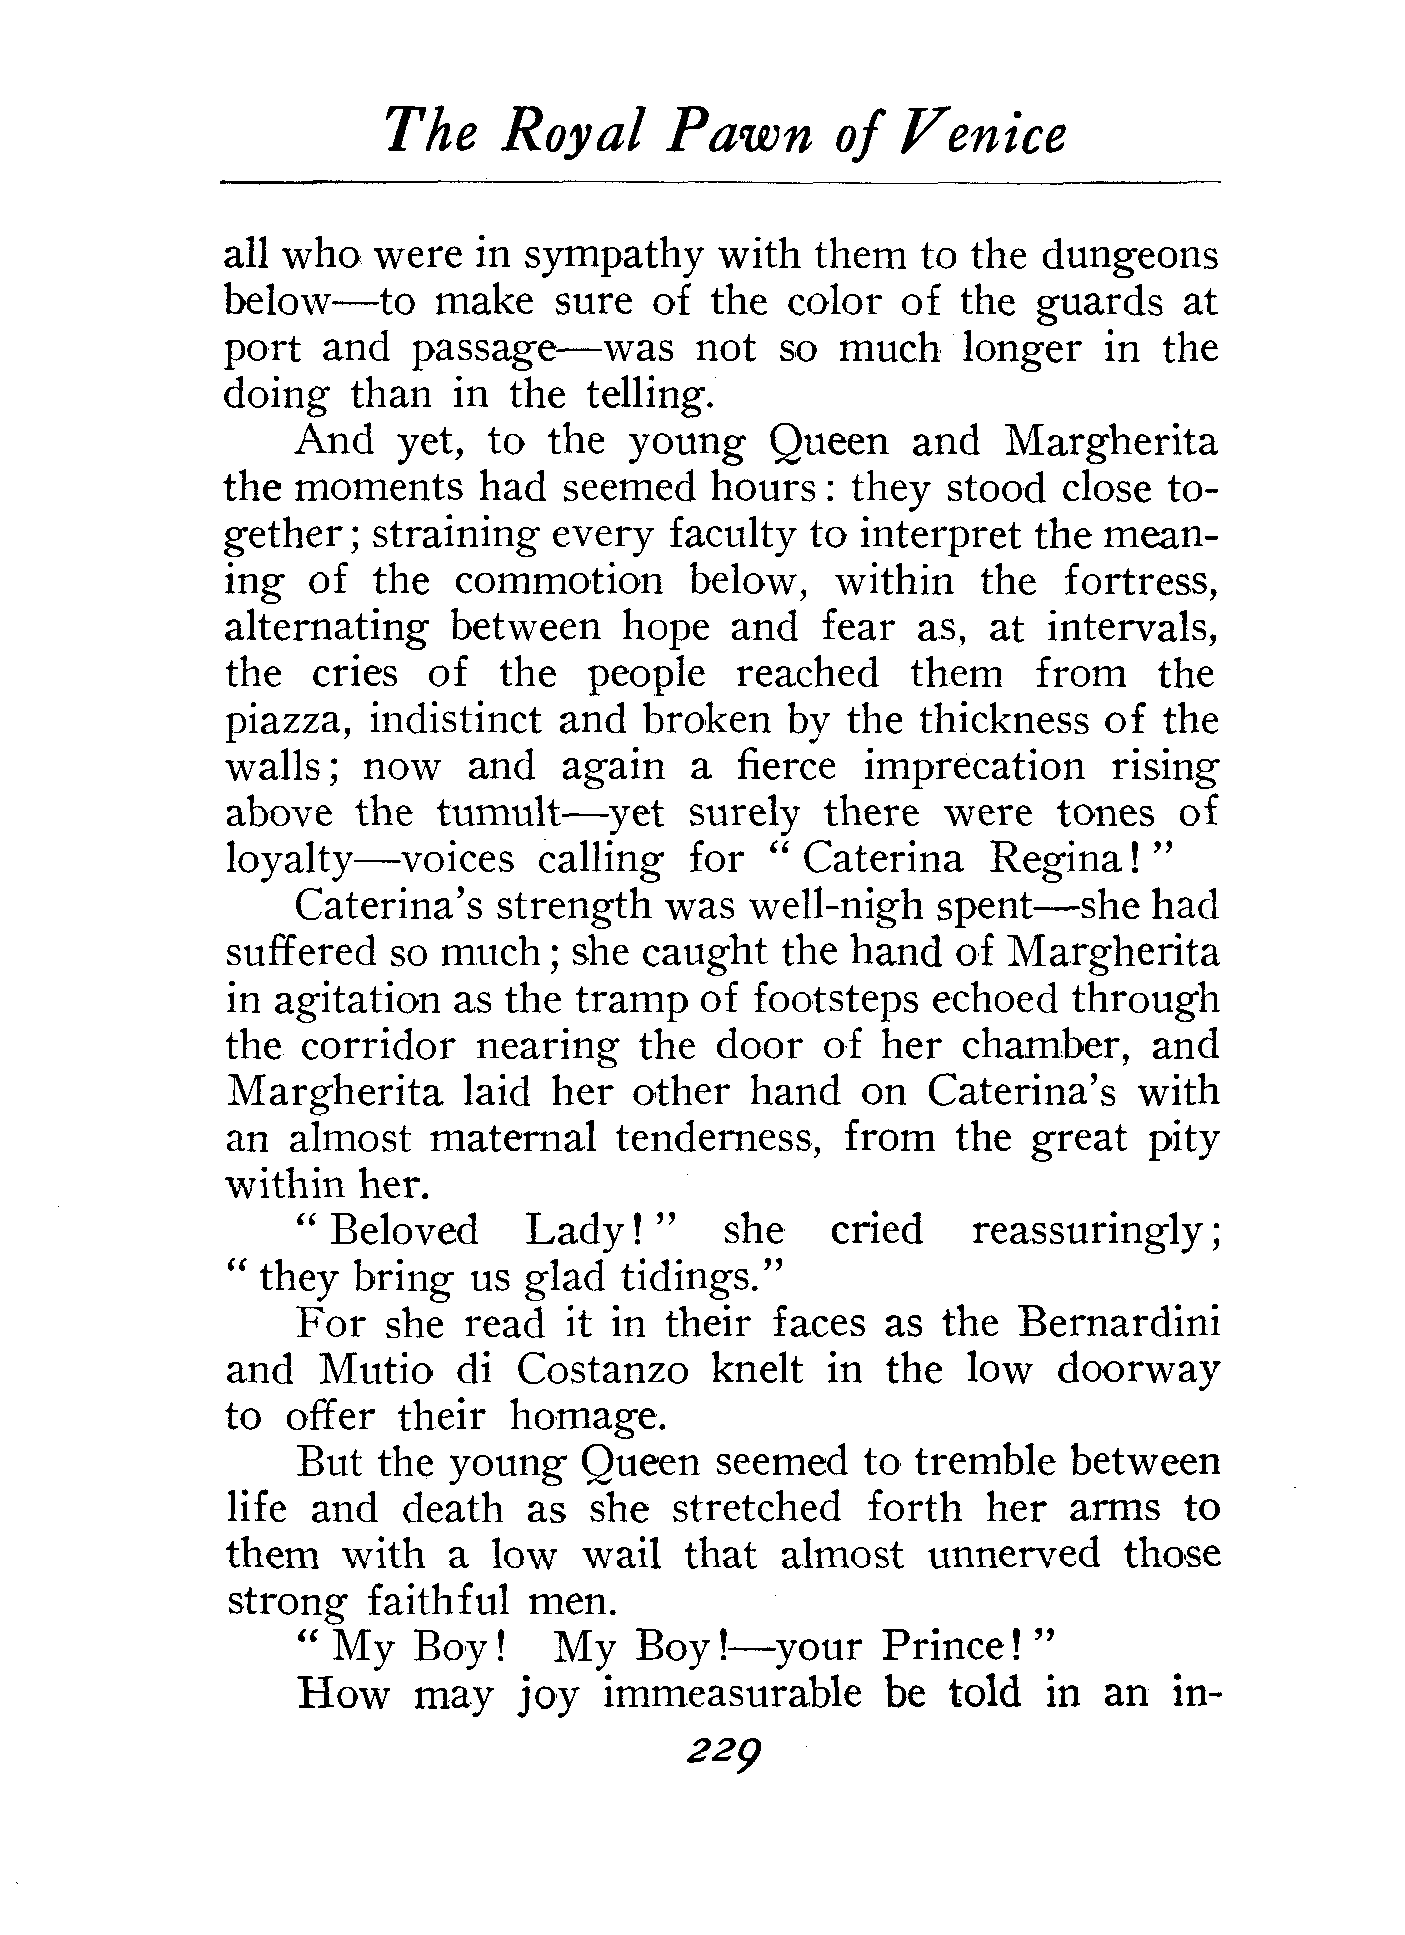 The Royal Pawn of Venice
all who were in sympathy with them to the dungeons
below—to make sure of the color of the guards at
port and passage—was not so much longer in the
doing than in the telling.
And yet, to the young Queen and Margherita
the moments had seemed hours: they stood close to-
gether; straining every faculty to interpret the mean-
ing of the commotion below, within the fortress,
alternating between hope and fear as, at intervals,
the cries of the people reached them from the
piazza, indistinct and broken by the thickness of the
walls; now and again a fierce imprecation rising
above the tumult—yet surely there were tones of
loyalty—voices calling for “Caterina Regina!”
Caterina’s strength was well-nigh spent—she had
suffered so much; she caught the hand of Margherita
in agitation as the tramp of footsteps echoed through
the corridor nearing the door of her chamber, and
Margherita laid her other hand on Caterina’s with
an almost maternal tenderness, from the great pity
within her.
“Beloved Lady!” she cried reassuringly;
“they bring us glad tidings.”
For she read it in their faces as the Bernardini
and Mutio di Costanzo knelt in the low doorway
to offer their homage.
But the young Queen seemed to tremble between
life and death as she stretched forth her arms to
them with a low wail that almost unnerved those
strong faithful men.
“My Boy! My Boy!—your Prince!”
How may joy immeasurable be told in an in-
229